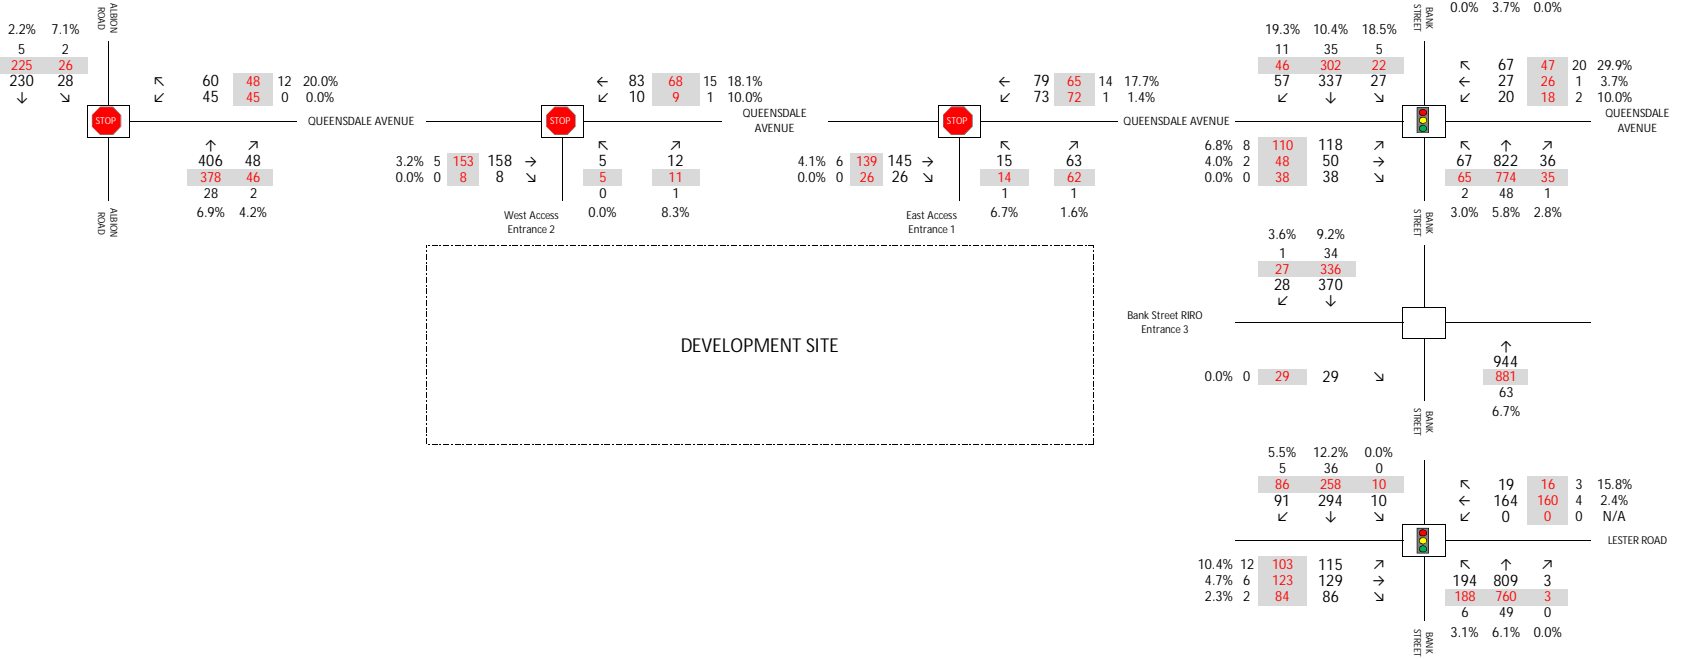 0.0% 3.7% 0.0%
ALBION ROAD
BANK STREET
2.2% 7.1%
5 2
225 26
230 28
↓ ↘
↖ 60 48 12 20.0%
↙ 45 45 0 0.0%
STOP
QUEENSDALE AVENUE
↑ ↗
406 48
378 46
28 2
6.9% 4.2%
ALBION ROAD
← 83 68 15 18.1%
↙ 10 9 1 10.0%
STOP
QUEENSDALE
AVENUE
3.2% 5 153 158 →
0.0% 0 8 8 ↘
↖ ↗
5 12
5 11
0 1
0.0% 8.3%
West Access
Entrance 2
← 79 65 14 17.7%
↙ 73 72 1 1.4%
STOP
QUEENSDALE AVENUE
4.1% 6 139 145 →
0.0% 0 26 26 ↘
↖ ↗
15 63
14 62
1 1
6.7% 1.6%
East Access
Entrance 1
19.3% 10.4% 18.5%
11 35 5
46 302 22
57 337 27
↙ ↓ ↘
↖ 67 47 20 29.9%
← 27 26 1 3.7%
↙ 20 18 2 10.0%
QUEENSDALE
AVENUE
6.8% 8 110 118 ↗
4.0% 2 48 50 →
0.0% 0 38 38 ↘
↖ ↑ ↗
67 822 36
65 774 35
2 48 1
3.0% 5.8% 2.8%
BANK STREET
3.6% 9.2%
1 34
27 336
28 370
↙ ↓
Bank Street RIRO
Entrance 3
DEVELOPMENT SITE
0.0% 0 29 29 ↘
↑
944
881
63
6.7%
BANK STREET
5.5% 12.2% 0.0%
5 36 0
86 258 10
91 294 10
↙ ↓ ↘
↖ 19 16 3 15.8%
← 164 160 4 2.4%
↙ 0 0 0 N/A
LESTER ROAD
10.4% 12 103 115 ↗
4.7% 6 123 129 →
2.3% 2 84 86 ↘
↖ ↑ ↗
194 809 3
188 760 3
6 49 0
3.1% 6.1% 0.0%
BANK STREET